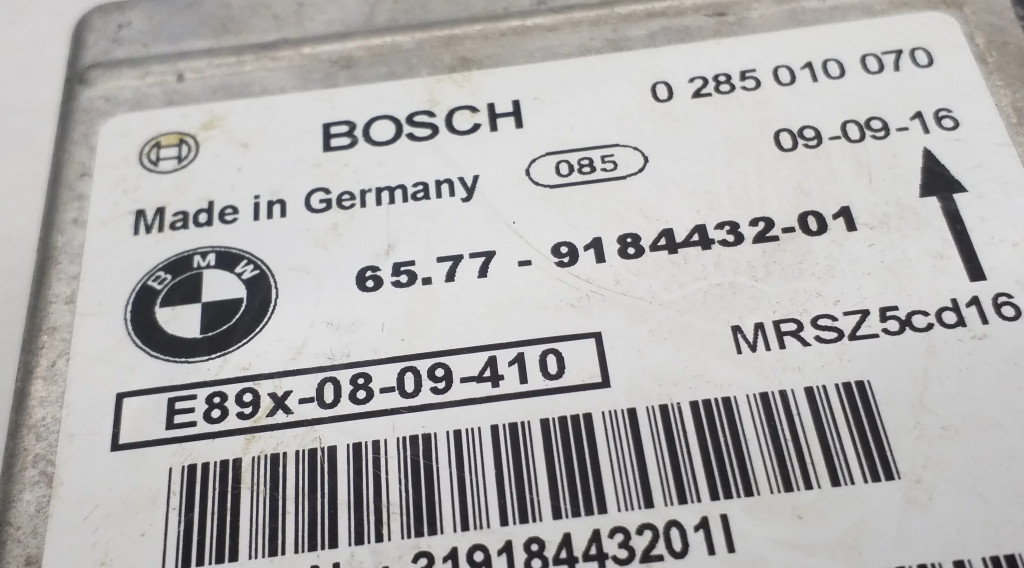 BOSCH 0 285 010 070
09-09-16
Made in Germany 085
BMW
65.77 - 9184432-01
MRSZ5cd16
E89x-08-09-410
31918443201I